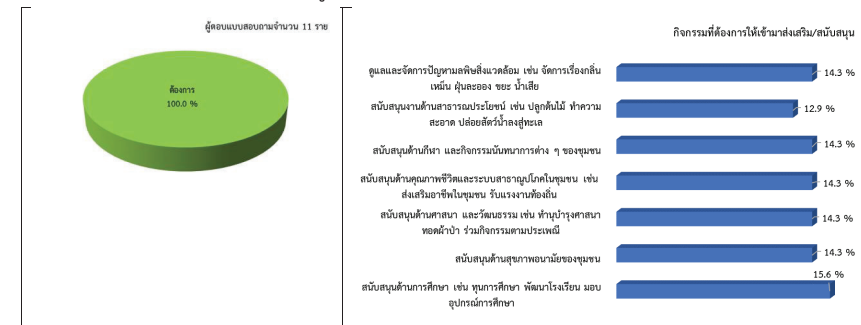 ผู้ตอบแบบสอบถามจำนวน 11 ราย
ต้องการ
100.0 %
กิจกรรมที่ต้องการให้เข้ามาส่งเสริม/สนับสนุน
ดูแลและจัดการปัญหามลพิษสิ่งแวดล้อม เช่น จัดการเรื่องกลิ่น
เหม็น ฝุ่นละออง ขยะ น้ำเสีย
14.3 %
สนับสนุนงานด้านสาธารณประโยชน์ เช่น ปลูกต้นไม้ ทำความ
สะอาด ปล่อยสัตว์น้ำลงสู่ทะเล
12.9 %
สนับสนุนด้านกีฬา และกิจกรรมนันทนาการต่าง ๆ ของชุมชน
14.3 %
สนับสนุนด้านคุณภาพชีวิตและระบบสาธาณูปโภคในชุมชน เช่น
ส่งเสริมอาชีพในชุมชน รับแรงงานท้องถิ่น
14.3 %
สนับสนุนด้านศาสนา และวัฒนธรรม เช่น ทำนุบำรุงศาสนา
ทอดผ้าป่า ร่วมกิจกรรมตามประเพณี
14.3 %
สนับสนุนด้านสุขภาพอนามัยของชุมชน
14.3 %
สนับสนุนด้านการศึกษา เช่น ทุนการศึกษา พัฒนาโรงเรียน มอบ
อุปกรณ์การศึกษา
15.6 %